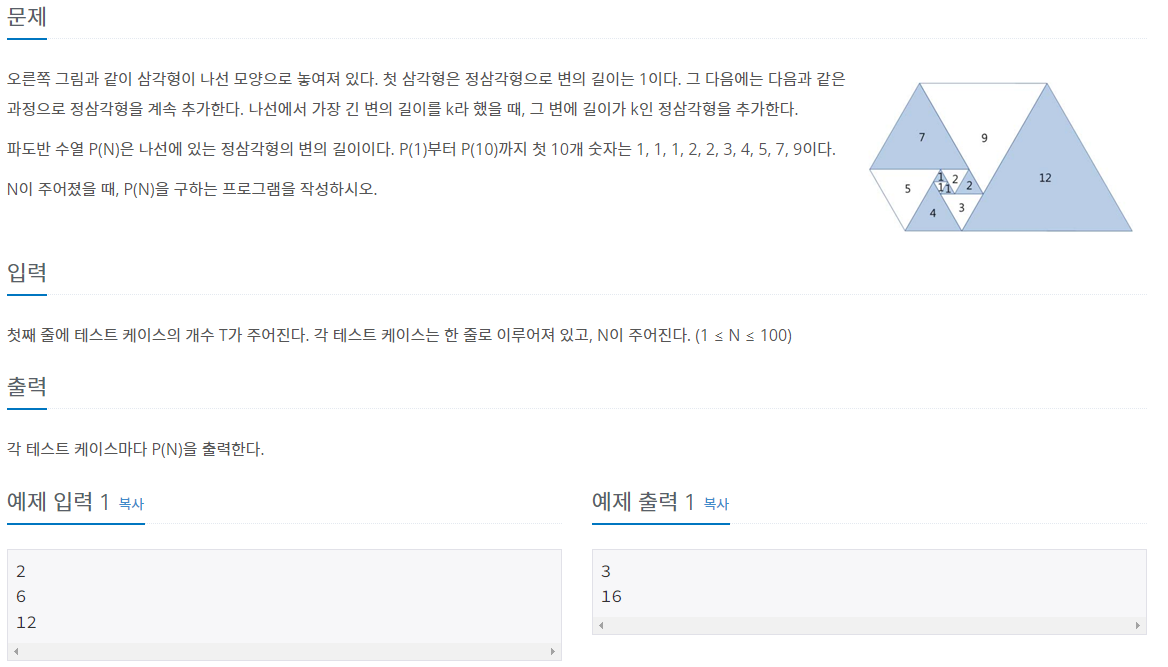 문제
오른쪽 그림과 같이 삼각형이 나선 모양으로 놓여져 있다. 첫 삼각형은 정삼각형으로 변의 길이는 1이다. 그 다음에는 다음과 같은
과정으로 정삼각형을 계속 추가한다. 나선에서 가장 긴 변의 길이를 k라 했을 때, 그 변에 길이가 k인 정삼각형을 추가한다.
파도반 수열 P(N)은 나선에 있는 정삼각형의 변의 길이이다. P(1)부터 P(10)까지 첫 10개 숫자는 1, 1, 1, 2, 2, 3, 4, 5, 7, 9이다.
N이 주어졌을 때, P(N)을 구하는 프로그램을 작성하시오.
7
9
12
5
1
2
2
1
1
3
4
입력
첫째 줄에 테스트 케이스의 개수 T가 주어진다. 각 테스트 케이스는 한 줄로 이루어져 있고, N이 주어진다. (1 ≤ N ≤ 100)
출력
각 테스트 케이스마다 P(N)을 출력한다.
예제 입력 1 복사
2
6
12
예제 출력 1 복사
3
16